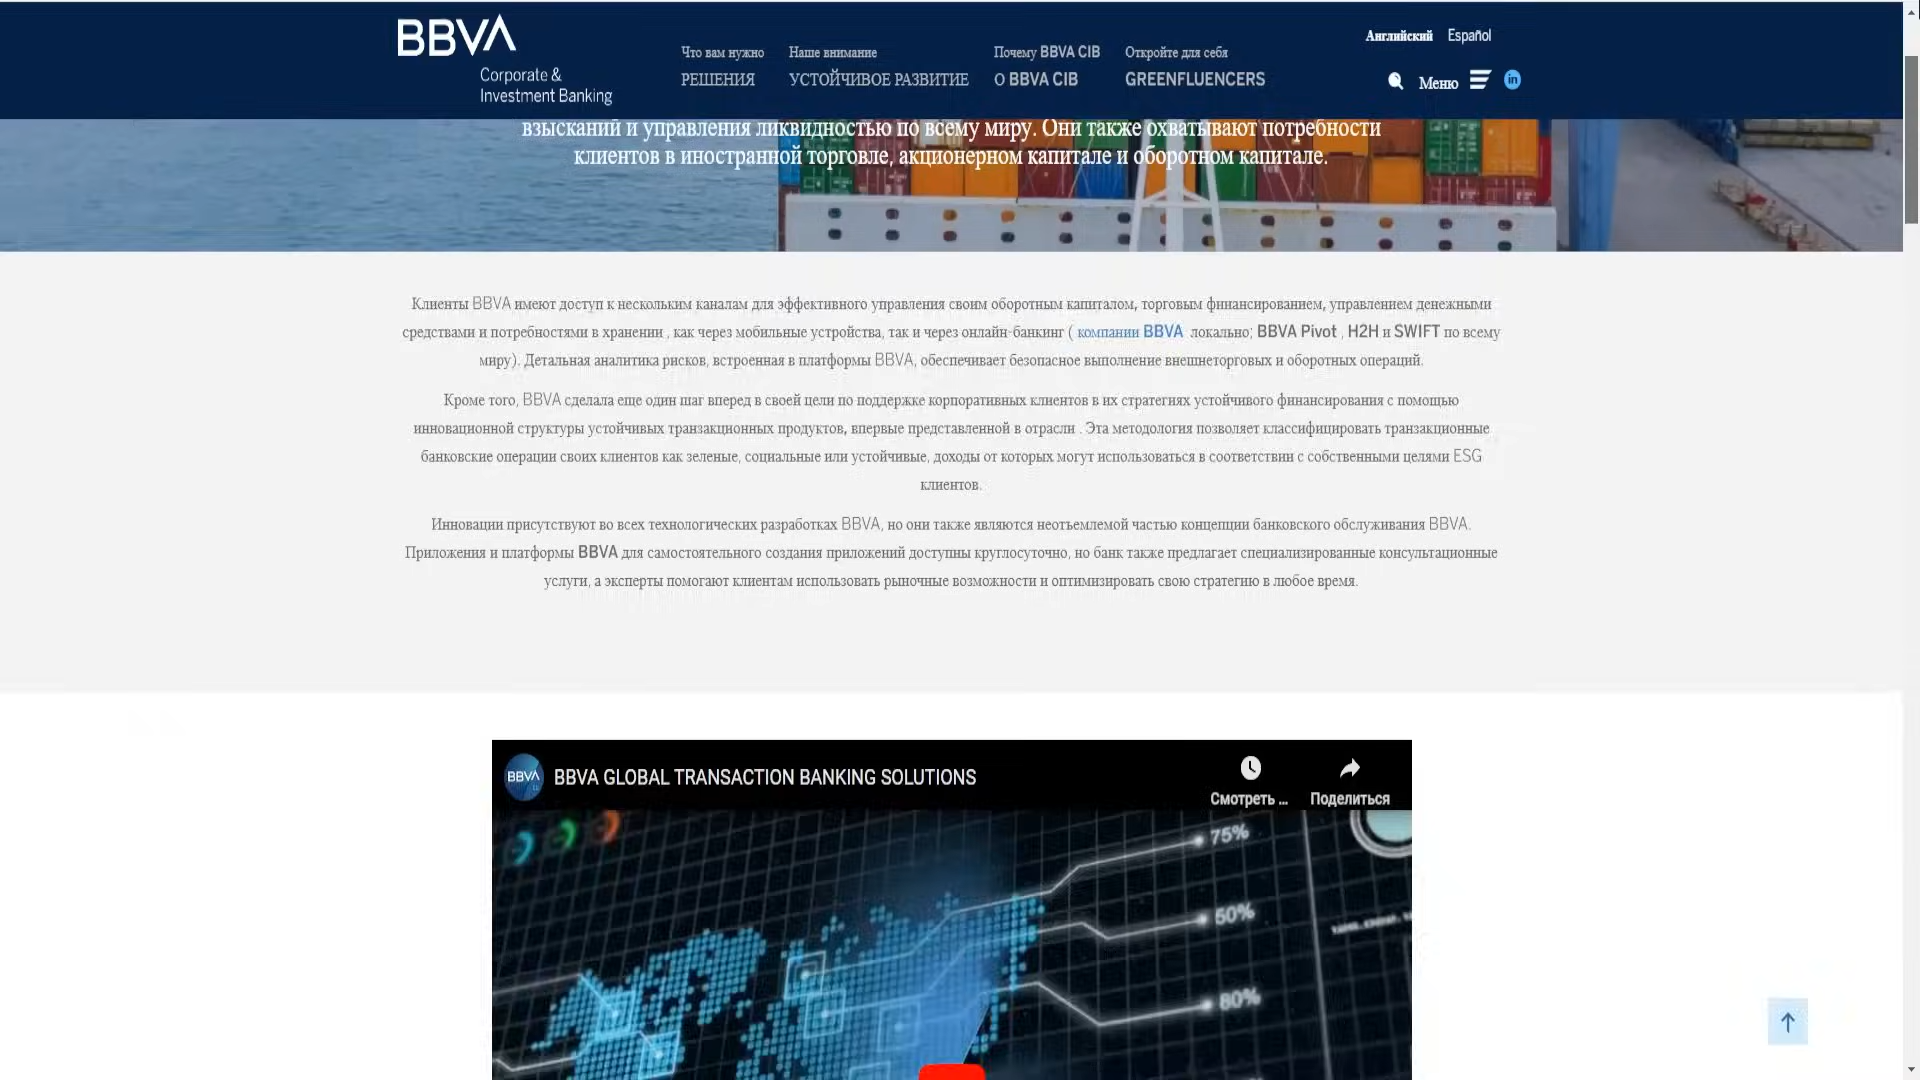 BBVA
Corporate &
Investment Banking
Что вам нужно
РЕШЕНИЯ
Наше внимание
УСТОЙЧИВОЕ РАЗВИТИЕ
Почему BBVA CIB
О BBVA CIB
Откройте для себя
GREENFLUENCERS
Английский Español
Меню
in
взысканий и управления ликвидностью по всему миру. Они также охватывают потребности
клиентов в иностранной торговле, акционерном капитале и оборотном капитале.
Клиенты BBVA имеют доступ к нескольким каналам для эффективного управления своим оборотным капиталом, торговым финансированием, управлением денежными
средствами и потребностями в хранении , как через мобильные устройства, так и через онлайн-банкинг ( компании BBVA локально; BBVA Pivot , H2H и SWIFT по всему
миру). Детальная аналитика рисков, встроенная в платформы BBVA, обеспечивает безопасное выполнение внешнеторговых и оборотных операций.
Кроме того, BBVA сделала еще один шаг вперед в своей цели по поддержке корпоративных клиентов в их стратегиях устойчивого финансирования с помощью
инновационной структуры устойчивых транзакционных продуктов, впервые представленной в отрасли . Эта методология позволяет классифицировать транзакционные
банковские операции своих клиентов как зеленые, социальные или устойчивые, доходы от которых могут использоваться в соответствии с собственными целями ESG
клиентов.
Инновации присутствуют во всех технологических разработках BBVA, но они также являются неотъемлемой частью концепции банковского обслуживания BBVA.
Приложения и платформы BBVA для самостоятельного создания приложений доступны круглосуточно, но банк также предлагает специализированные консультационные
услуги, а эксперты помогают клиентам использовать рыночные возможности и оптимизировать свою стратегию в любое время.
BBVA
BBVA GLOBAL TRANSACTION BANKING SOLUTIONS
Смотреть ...
Поделиться
75%
50%
80%